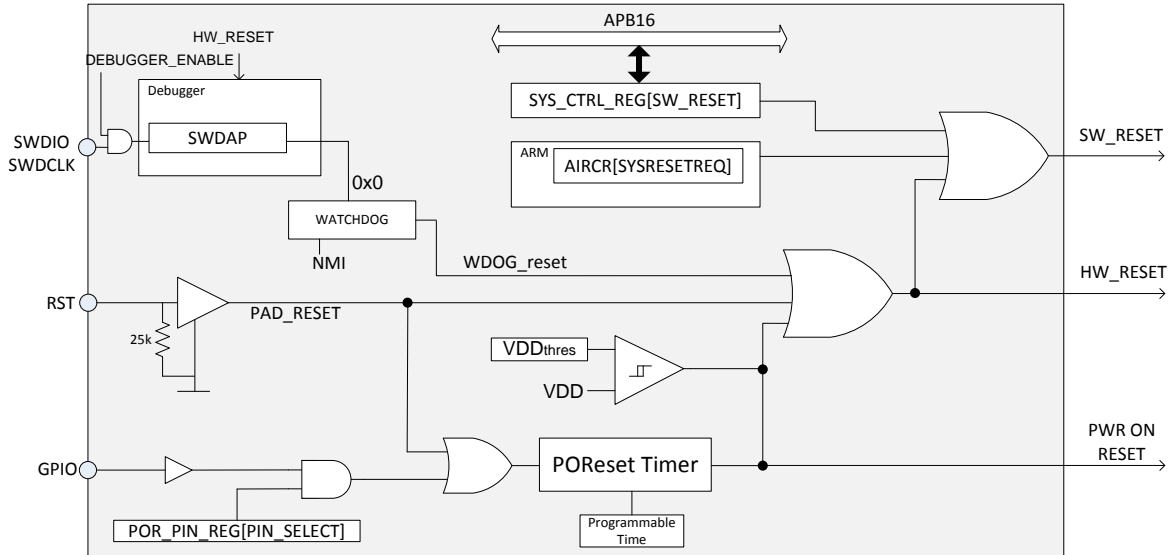 APB16
HW_RESET
DEBUGGER_ENABLE
Debugger
SWDAP
SWDIO
SWDCLK
SYS_CTRL_REG[SW_RESET]
SW_RESET
ARM
AIRCR[SYSRESETREQ]
0x0
WATCHDOG
NMI
WDOG_reset
HW_RESET
RST
PAD_RESET
25k
VDDthres
VDD
PWR ON
RESET
GPIO
POReset Timer
POR_PIN_REG[PIN_SELECT]
Programmable
Time